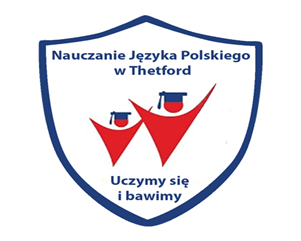 Nauczanie Języka Polskiego
w Thetford
Uczymy się
i bawimy